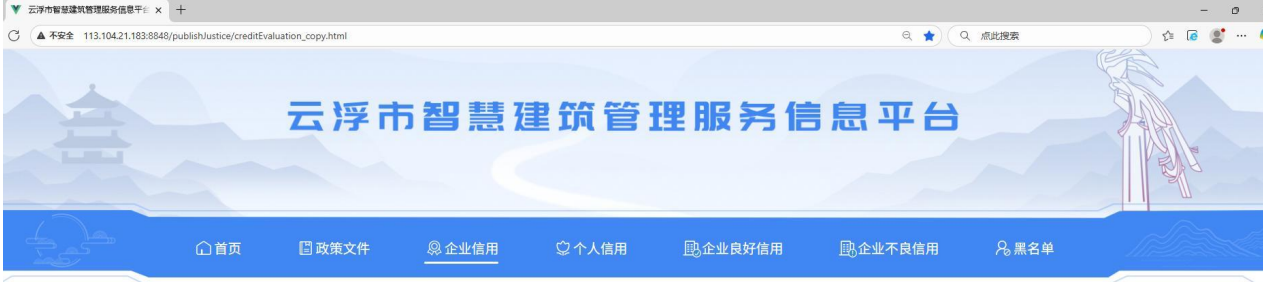 云浮市智慧建筑管理服务信息平台
不安全 113.104.21.183:8848/publishJustice/creditEvaluation_copy.html 点此搜索
云浮市智慧建筑管理服务信息平台
首页 政策文件 企业信用 个人信用 企业良好信用 企业不良信用 黑名单